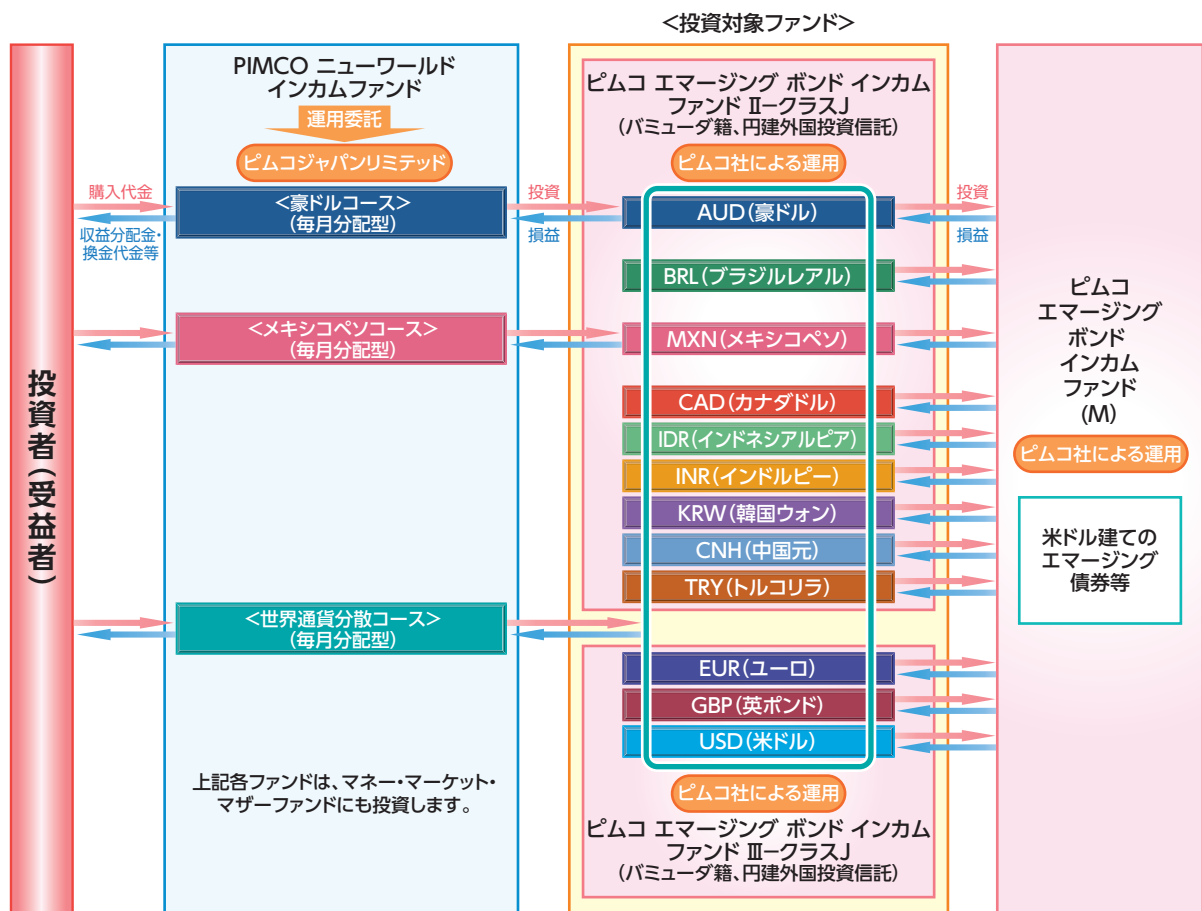 <投資対象ファンド>
投資者(受益者)
PIMCO ニューワールド
インカムファンド
運用委託
ピムコジャパンリミテッド
購入代金
収益分配金・
換金代金等
<豪ドルコース>
(毎月分配型)
投資
損益
<メキシコペソコース>
(毎月分配型)
<世界通貨分散コース>
(毎月分配型)
上記各ファンドは、マネー・マーケット・
マザーファンドにも投資します。
ピムコ エマージング ボンド インカム
ファンド Ⅱ－クラスJ
(バミューダ籍、円建外国投資信託)
ピムコ社による運用
AUD(豪ドル)
BRL(ブラジルレアル)
MXN(メキシコペソ)
CAD(カナダドル)
IDR(インドネシアルピア)
INR(インドルピー)
KRW(韓国ウォン)
CNH(中国元)
TRY(トルコリラ)
EUR(ユーロ)
GBP(英ポンド)
USD(米ドル)
ピムコ社による運用
ピムコ エマージング ボンド インカム
ファンド Ⅲ－クラスJ
(バミューダ籍、円建外国投資信託)
投資
損益
ピムコ
エマージング
ボンド
インカム
ファンド
(M)
ピムコ社による運用
米ドル建ての
エマージング
債券等